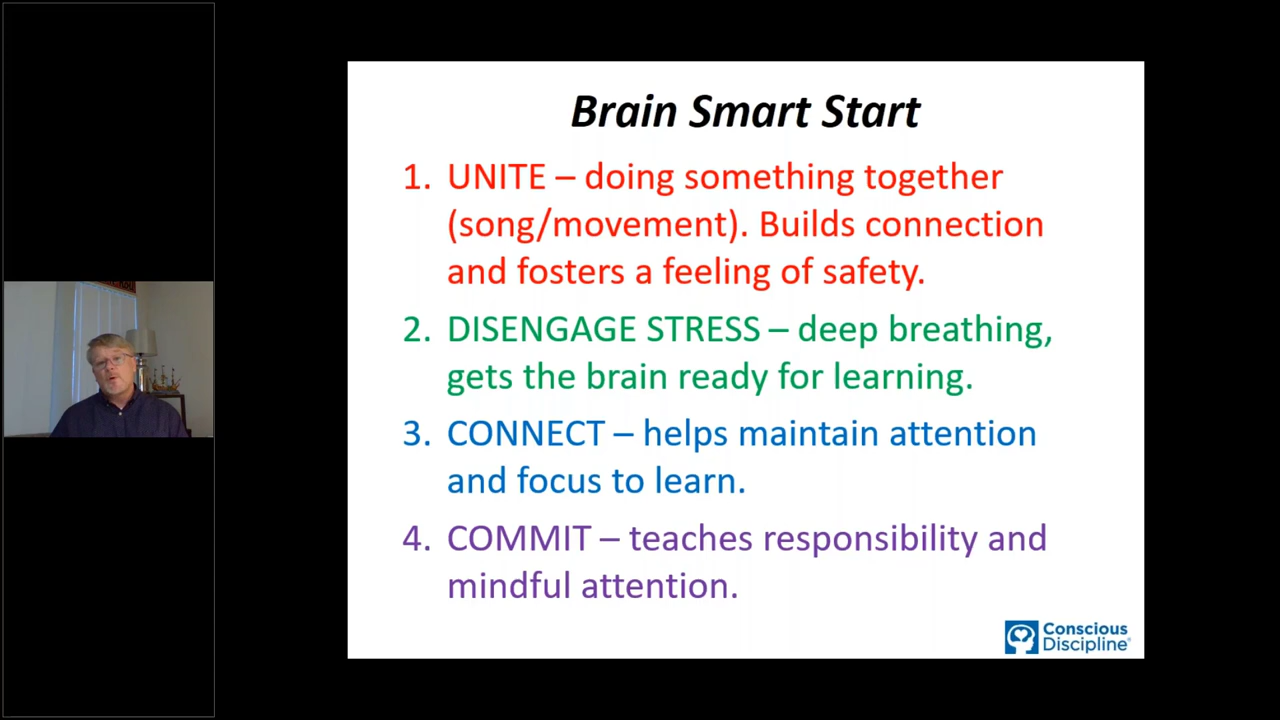 Brain Smart Start
1. UNITE – doing something together
(song/movement). Builds connection
and fosters a feeling of safety.
2. DISENGAGE STRESS – deep breathing,
gets the brain ready for learning.
3. CONNECT – helps maintain attention
and focus to learn.
4. COMMIT – teaches responsibility and
mindful attention.
Conscious
Discipline®